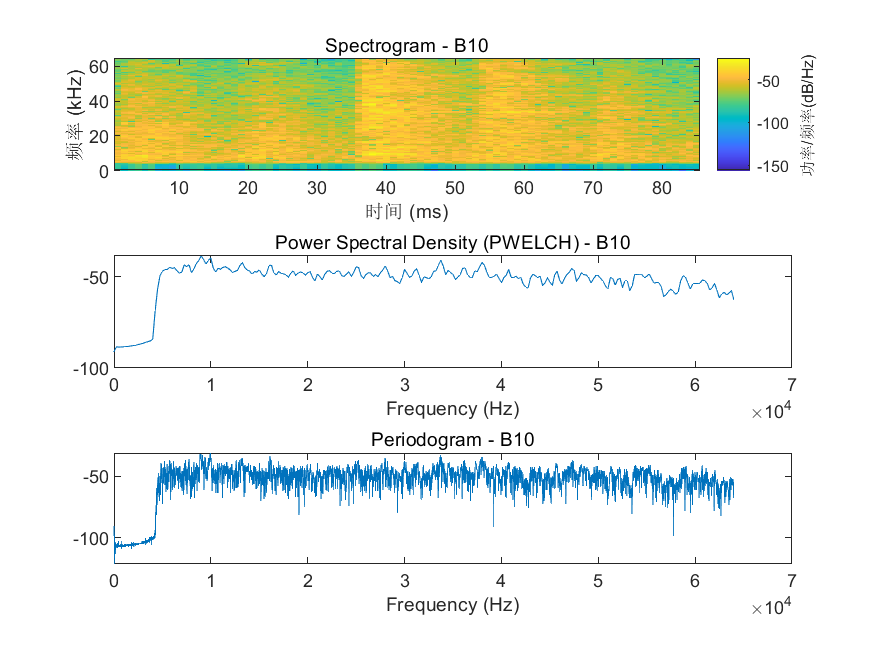 Spectrogram - B10
60
40
20
0
频率 (kHz)
10 20 30 40 50 60 70 80
时间 (ms)
-50
-100
-150
功率/频率(dB/Hz)
Power Spectral Density (PWELCH) - B10
-50
-100
0 1 2 3 4 5 6 7
Frequency (Hz)
×10^4
Periodogram - B10
-50
-100
0 1 2 3 4 5 6 7
Frequency (Hz)
×10^4